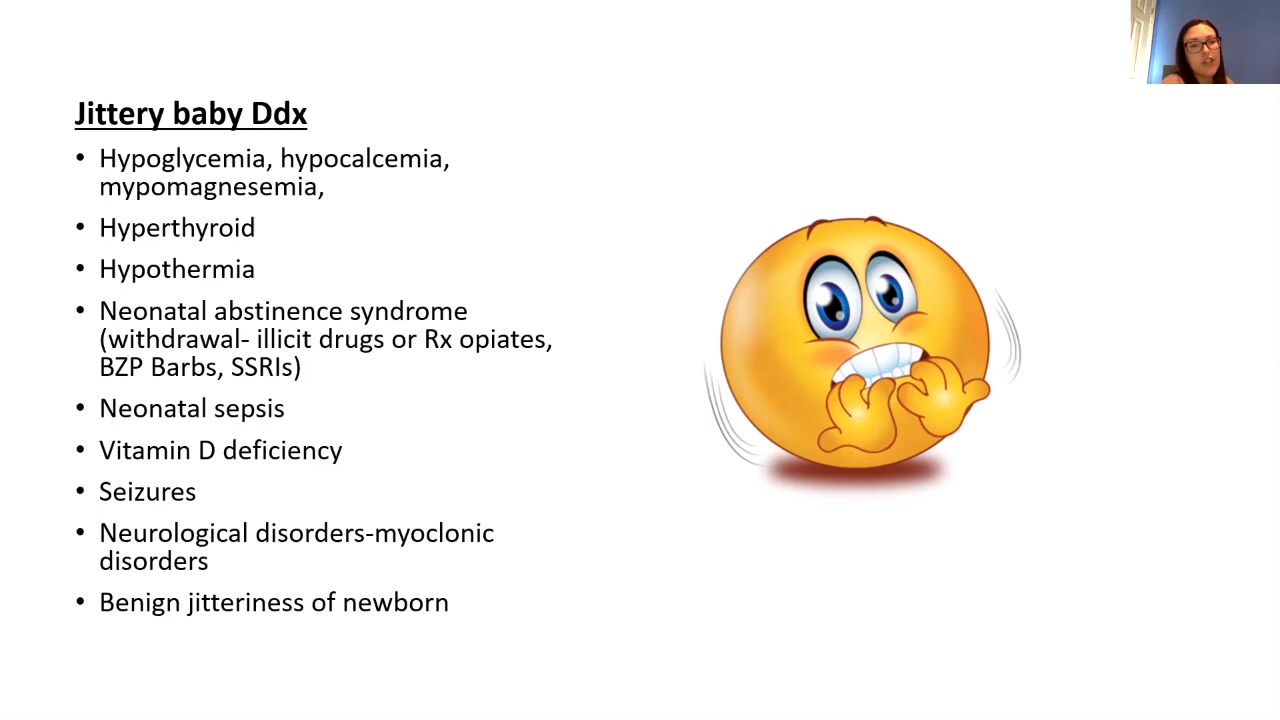 Jittery baby Ddx
• Hypoglycemia, hypocalcemia,
mypomagnesemia,
• Hyperthyroid
• Hypothermia
• Neonatal abstinence syndrome
(withdrawal- illicit drugs or Rx opiates,
BZP Barbs, SSRIs)
• Neonatal sepsis
• Vitamin D deficiency
• Seizures
• Neurological disorders-myoclonic
disorders
• Benign jitteriness of newborn